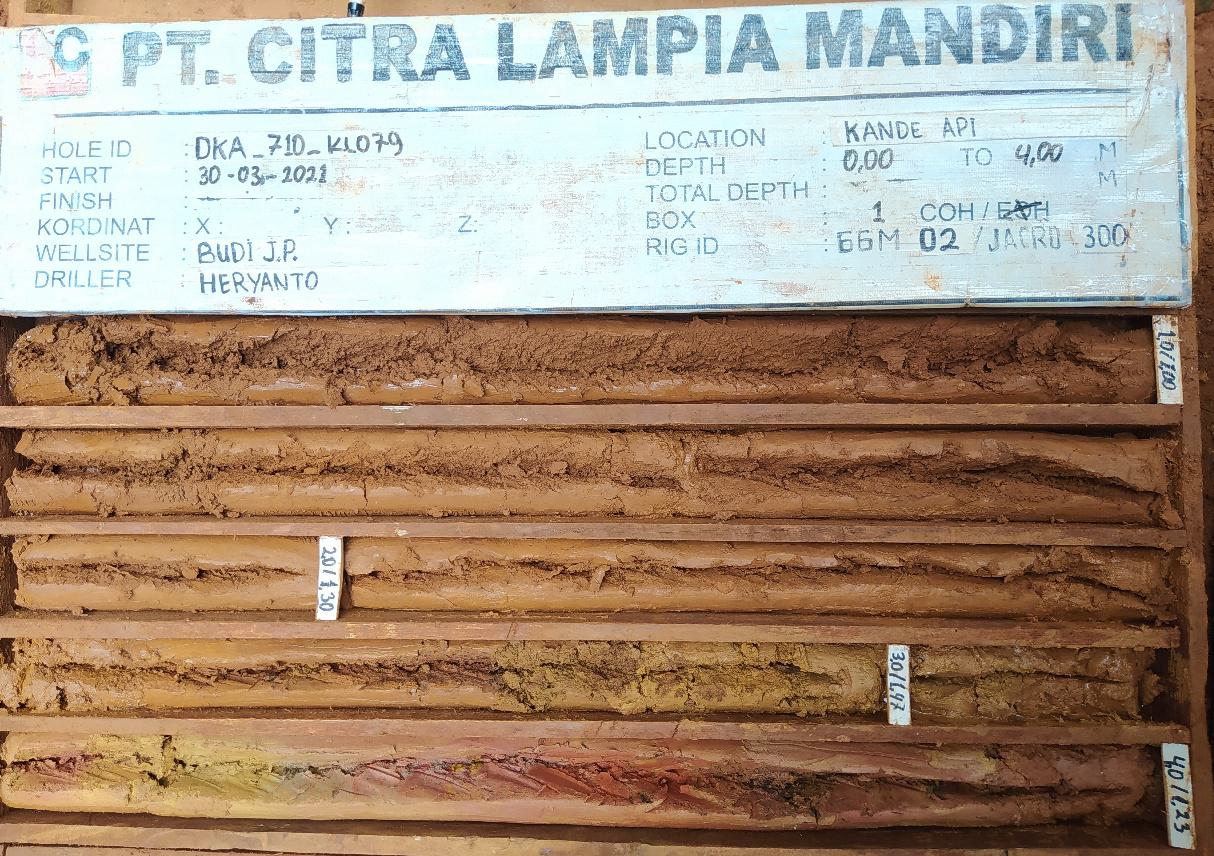 PT. CITRA LAMPIA MANDIRI
HOLE ID : DKA_710_KL079
START : 30-03-2021
FINISH : —
KORDINAT : X : Y : Z:
WELLSITE : BUDI J.P.
DRILLER : HERYANTO
LOCATION : KANDE API
DEPTH : 0,00 TO 4,00 M
TOTAL DEPTH : — M
BOX : 1 COH / EXH
RIG ID : 02 / JACRO 300
1,0/1,00
2,0/1,30
3,0/1,47
4,0/1,23